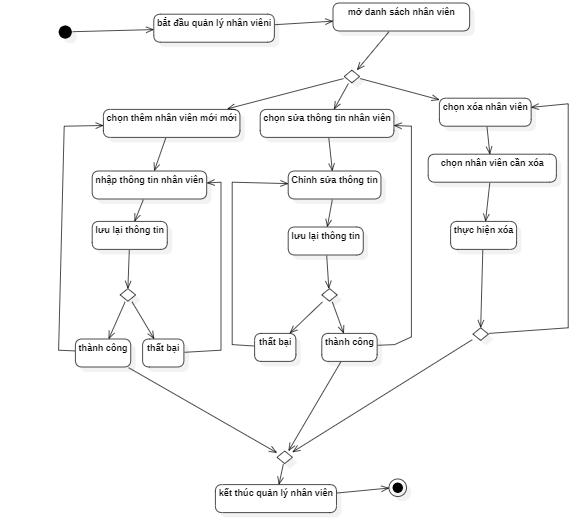 bắt đầu quản lý nhân viêni
mở danh sách nhân viên
chọn thêm nhân viên mới mới
chọn sửa thông tin nhân viên
chọn xóa nhân viên
nhập thông tin nhân viên
Chỉnh sửa thông tin
chọn nhân viên cần xóa
lưu lại thông tin
lưu lại thông tin
thực hiện xóa
thành công
thất bại
thất bại
thành công
kết thúc quản lý nhân viên